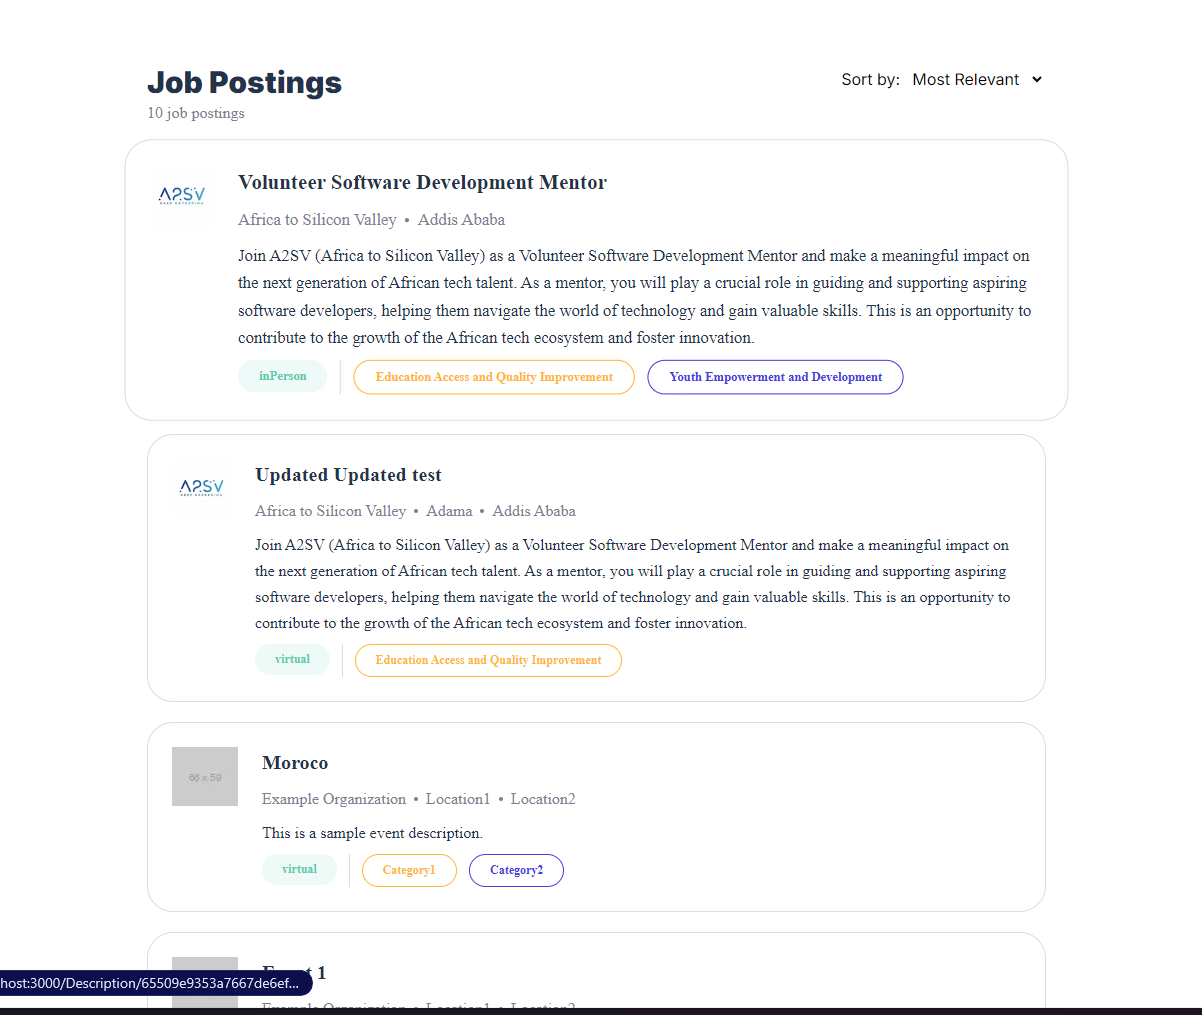 Job Postings
Sort by: Most Relevant
10 job postings
A2SV
Volunteer Software Development Mentor
Africa to Silicon Valley • Addis Ababa
Join A2SV (Africa to Silicon Valley) as a Volunteer Software Development Mentor and make a meaningful impact on
the next generation of African tech talent. As a mentor, you will play a crucial role in guiding and supporting aspiring
software developers, helping them navigate the world of technology and gain valuable skills. This is an opportunity to
contribute to the growth of the African tech ecosystem and foster innovation.
inPerson
Education Access and Quality Improvement
Youth Empowerment and Development
A2SV
Updated Updated test
Africa to Silicon Valley • Adama • Addis Ababa
Join A2SV (Africa to Silicon Valley) as a Volunteer Software Development Mentor and make a meaningful impact on
the next generation of African tech talent. As a mentor, you will play a crucial role in guiding and supporting aspiring
software developers, helping them navigate the world of technology and gain valuable skills. This is an opportunity to
contribute to the growth of the African tech ecosystem and foster innovation.
virtual
Education Access and Quality Improvement
66 x 59
Moroco
Example Organization • Location1 • Location2
This is a sample event description.
virtual
Category1
Category2
1
host:3000/Description/65509e9353a7667de6ef...
Example Organization • Location1 • Location2